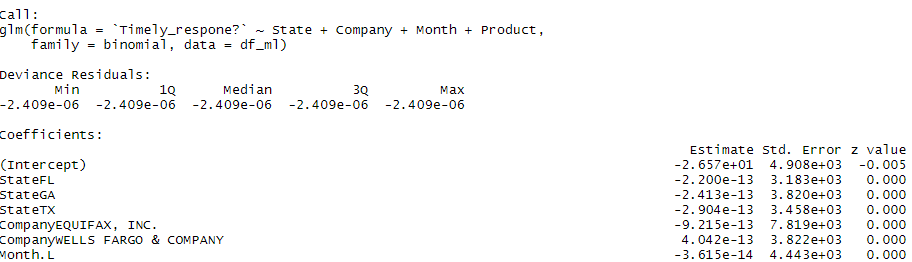 Call:
glm(formula = `Timely_respone?` ~ State + Company + Month + Product,
family = binomial, data = df_ml)
Deviance Residuals:
Min 1Q Median 3Q Max
-2.409e-06 -2.409e-06 -2.409e-06 -2.409e-06 -2.409e-06
Coefficients:
Estimate Std. Error z value
(Intercept) -2.657e+01 4.908e+03 -0.005
StateFL -2.200e-13 3.183e+03 0.000
StateGA -2.413e-13 3.820e+03 0.000
StateTX -2.904e-13 3.458e+03 0.000
CompanyEQUIFAX, INC. -9.215e-13 7.819e+03 0.000
CompanyWELLS FARGO & COMPANY 4.042e-13 3.822e+03 0.000
Month.L -3.615e-14 4.443e+03 0.000